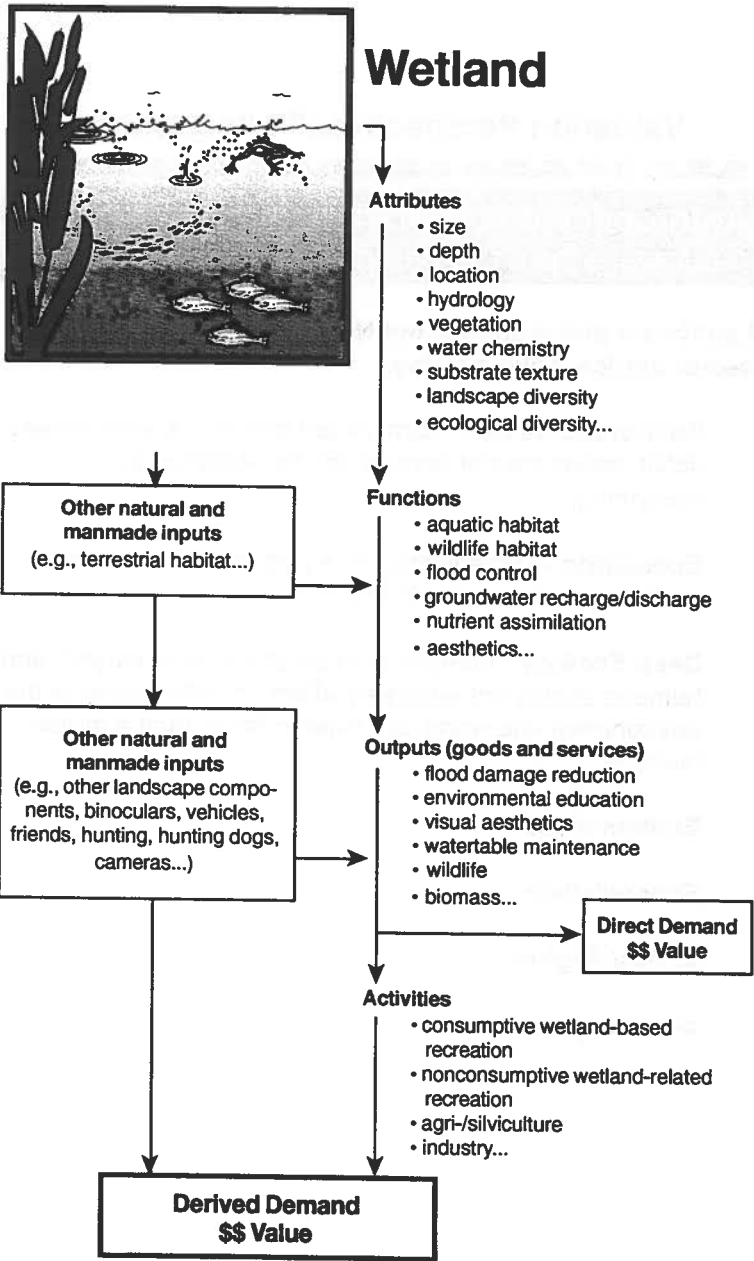 Wetland
Attributes
• size
• depth
• location
• hydrology
• vegetation
• water chemistry
• substrate texture
• landscape diversity
• ecological diversity...
Other natural and
manmade inputs
(e.g., terrestrial habitat...)
Functions
• aquatic habitat
• wildlife habitat
• flood control
• groundwater recharge/discharge
• nutrient assimilation
• aesthetics...
Other natural and
manmade inputs
(e.g., other landscape compo-
nents, binoculars, vehicles,
friends, hunting, hunting dogs,
cameras...)
Outputs (goods and services)
• flood damage reduction
• environmental education
• visual aesthetics
• watertable maintenance
• wildlife
• biomass...
Direct Demand
$$ Value
Activities
• consumptive wetland-based
recreation
• nonconsumptive wetland-related
recreation
• agri-/silviculture
• industry...
Derived Demand
$$ Value